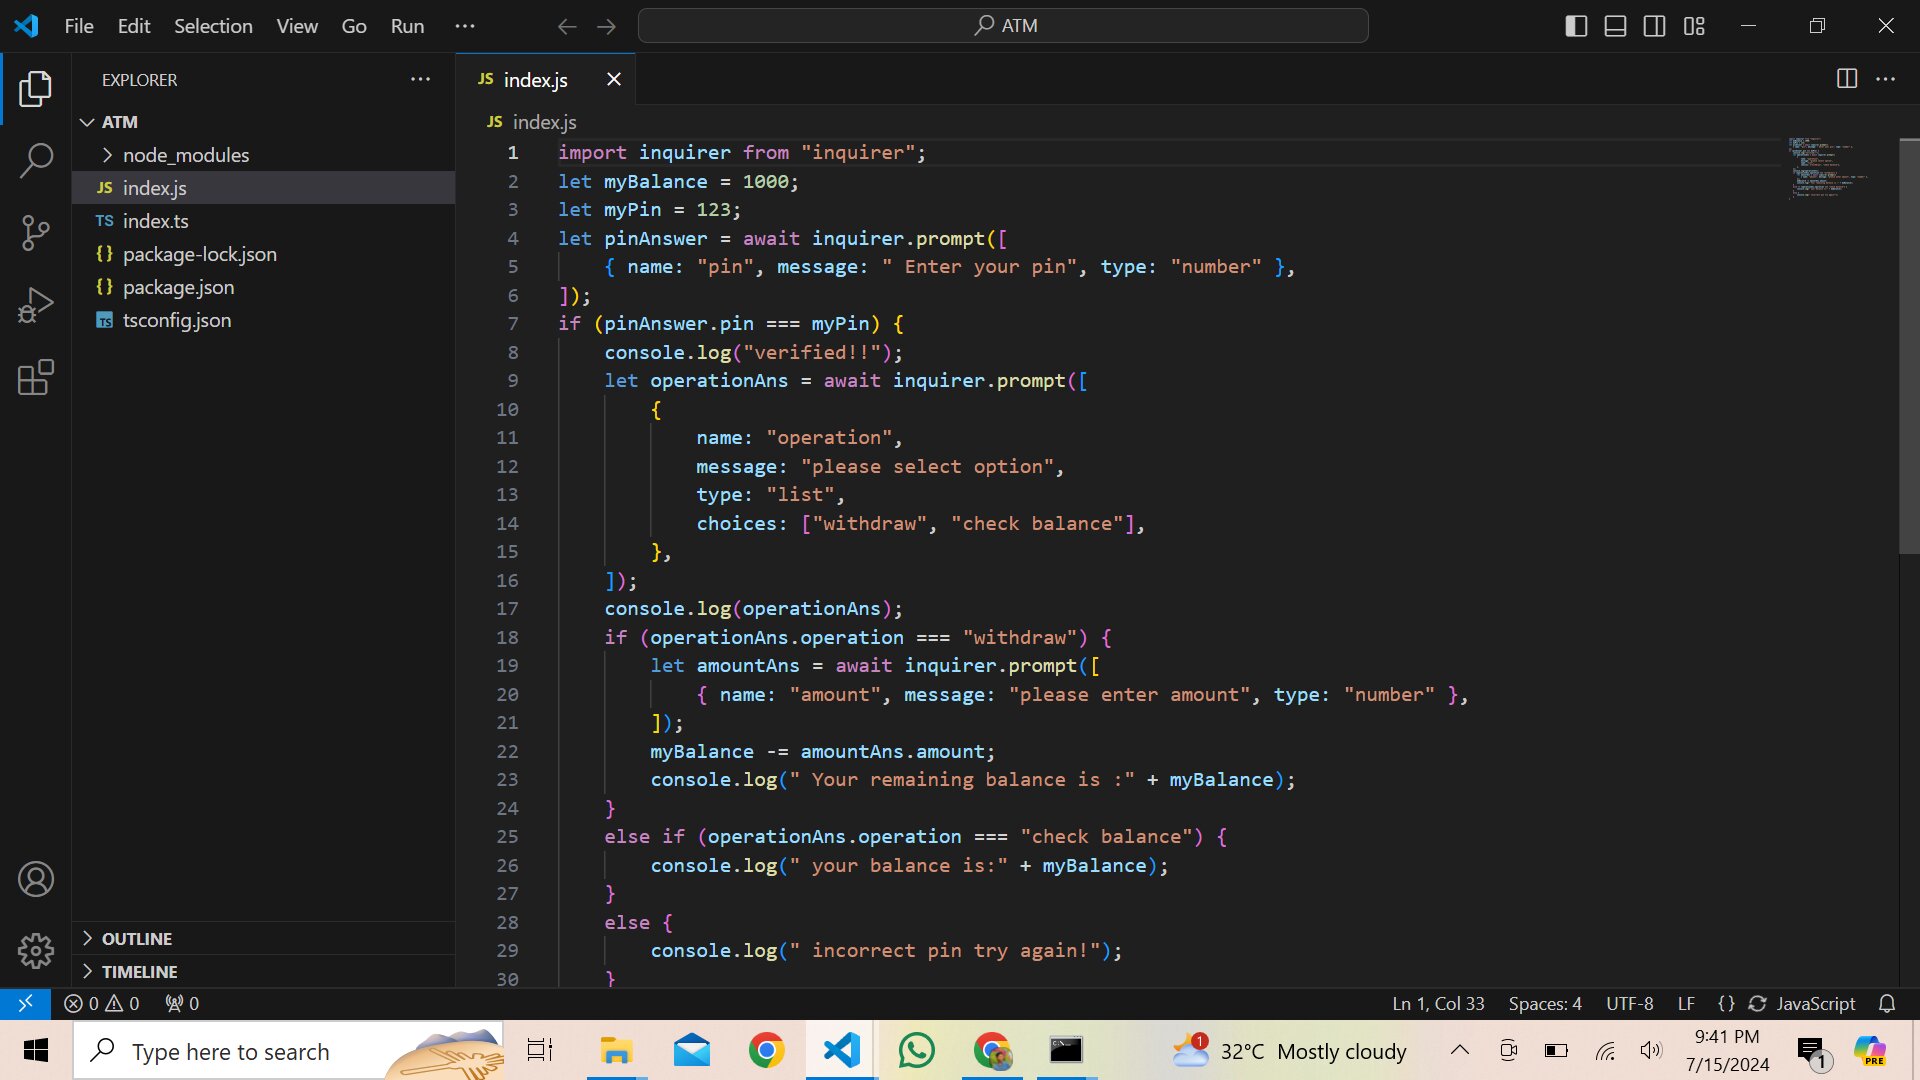 File Edit Selection View Go Run ··· ATM
EXPLORER ···
ATM
node_modules
JS index.js
TS index.ts
{} package-lock.json
{} package.json
TS tsconfig.json
OUTLINE
TIMELINE
JS index.js
JS index.js
1 import inquirer from "inquirer";
2 let myBalance = 1000;
3 let myPin = 123;
4 let pinAnswer = await inquirer.prompt([
5     { name: "pin", message: " Enter your pin", type: "number" },
6 ]);
7 if (pinAnswer.pin === myPin) {
8     console.log("verified!!");
9     let operationAns = await inquirer.prompt([
10         {
11             name: "operation",
12             message: "please select option",
13             type: "list",
14             choices: ["withdraw", "check balance"],
15         },
16     ]);
17     console.log(operationAns);
18     if (operationAns.operation === "withdraw") {
19         let amountAns = await inquirer.prompt([
20             { name: "amount", message: "please enter amount", type: "number" },
21         ]);
22         myBalance -= amountAns.amount;
23         console.log(" Your remaining balance is :" + myBalance);
24     }
25     else if (operationAns.operation === "check balance") {
26         console.log(" your balance is:" + myBalance);
27     }
28     else {
29         console.log(" incorrect pin try again!");
30     }
0 0 0 Ln 1, Col 33 Spaces: 4 UTF-8 LF {} JavaScript
Type here to search 1 32°C Mostly cloudy 9:41 PM 1 PRE
7/15/2024